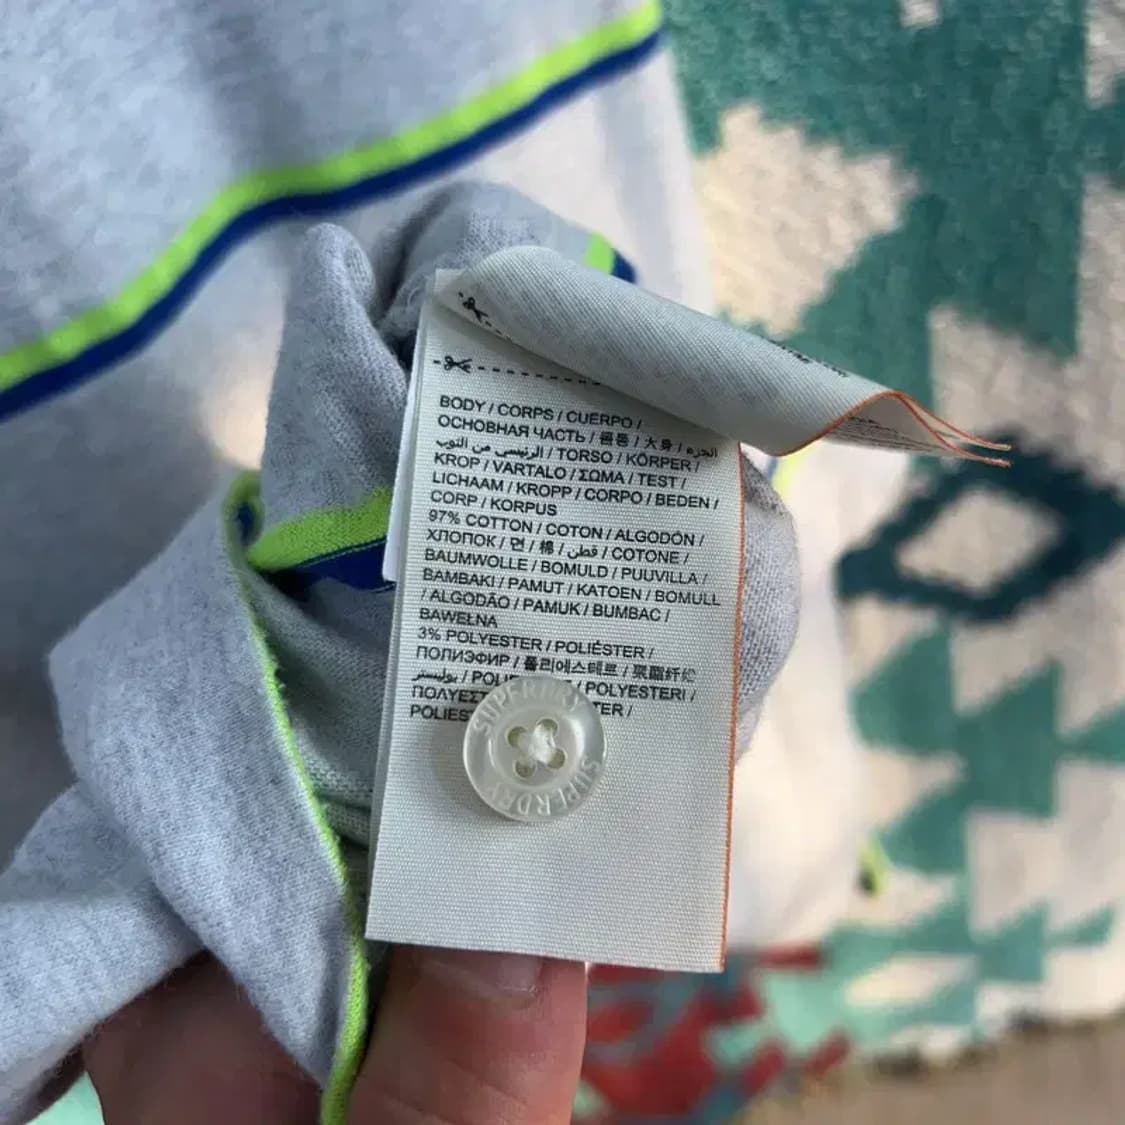 BODY / CORPS / CUERPO /
ОСНОВНАЯ ЧАСТЬ / 몸통 / 大身 / الجزء
الرئيسي من الثوب / TORSO / KÖRPER /
KROP / VARTALO / ΣΩΜΑ / TEST /
LICHAAM / KROPP / CORPO / BEDEN /
CORP / KORPUS
97% COTTON / COTON / ALGODÓN /
ХЛОПОК / 면 / 棉 / قطن / COTONE /
BAUMWOLLE / BOMULD / PUUVILLA /
BAMBAKI / PAMUT / KATOEN / BOMULL
/ ALGODÃO / PAMUK / BUMBAC /
BAWEŁNA
3% POLYESTER / POLIÉSTER /
ПОЛИЭФИР / 폴리에스테르 / 聚酯纤纶
بوليستر / POLYESTERI /
POLIES
SUPERDRY
SUPERDRY